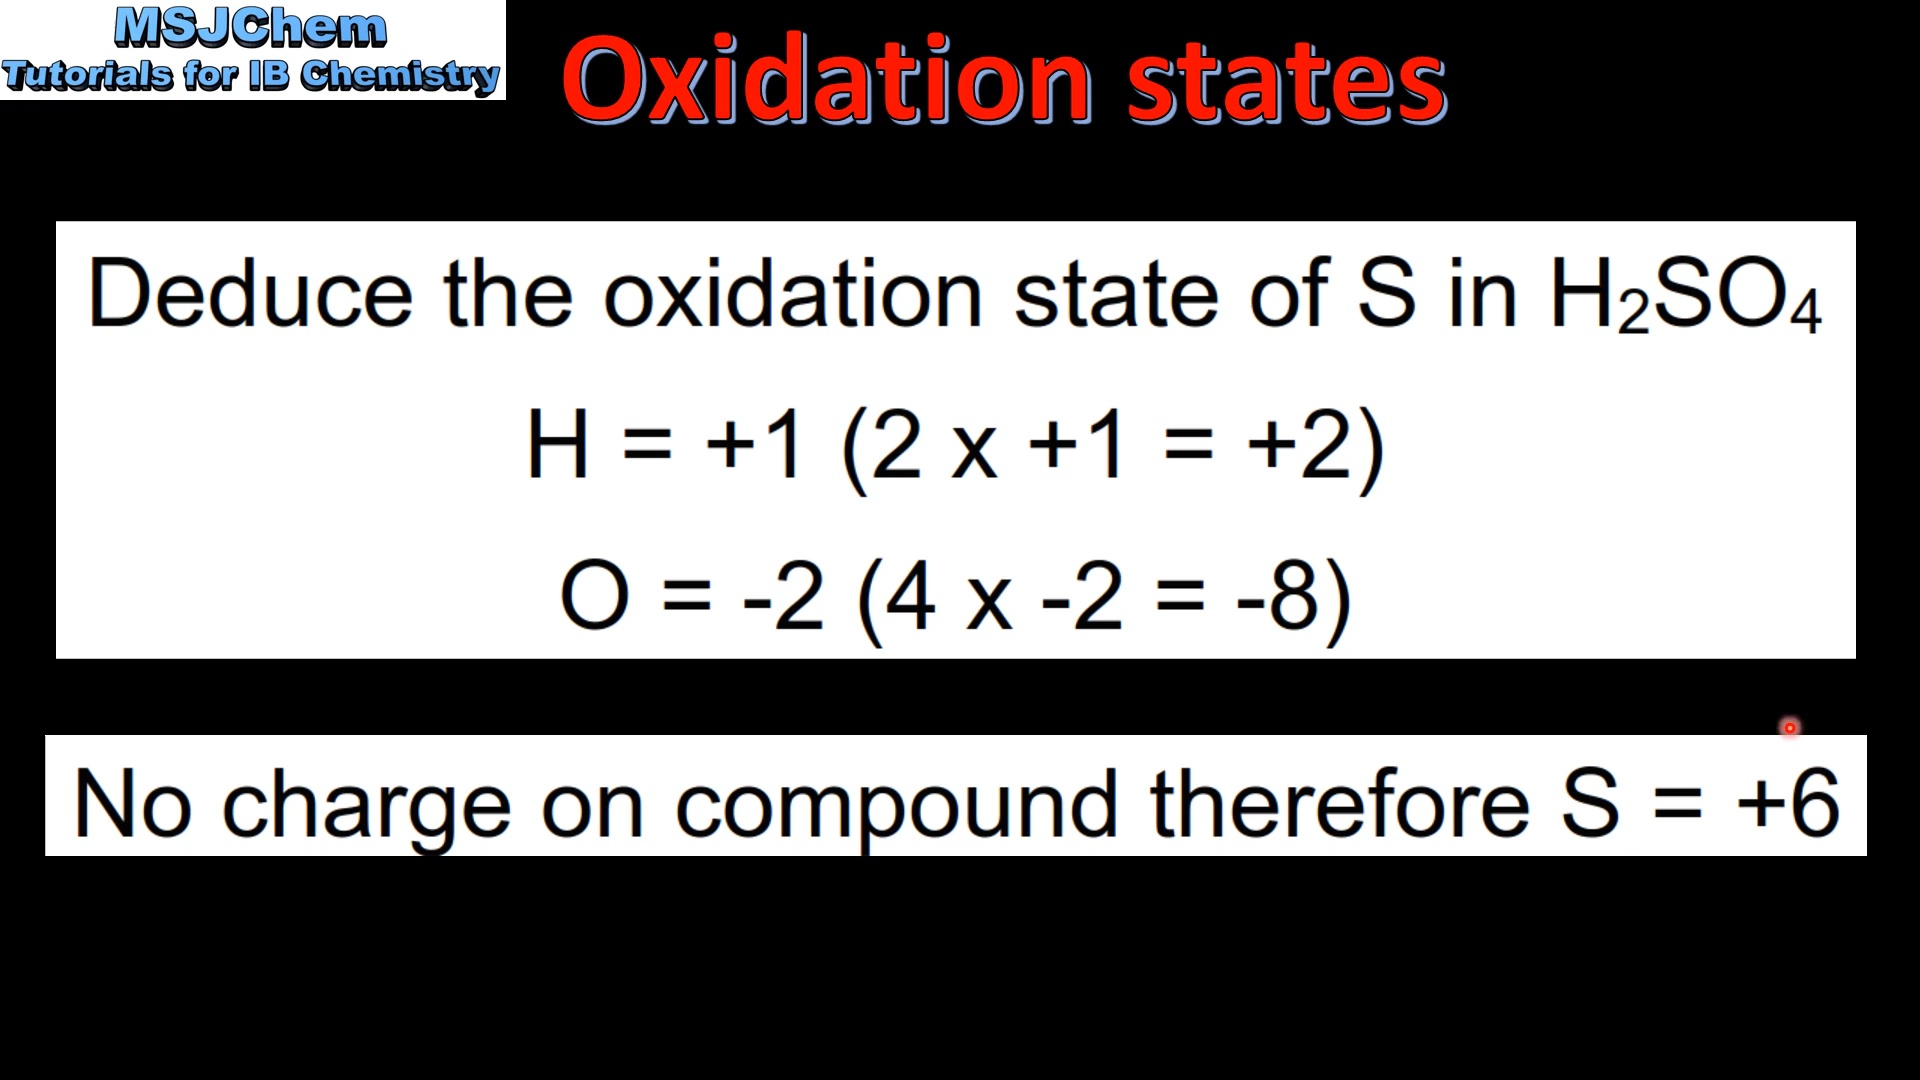 MSJChem
Tutorials for IB Chemistry
Oxidation states
Deduce the oxidation state of S in H₂SO₄
H = +1 (2 x +1 = +2)
O = -2 (4 x -2 = -8)
No charge on compound therefore S = +6